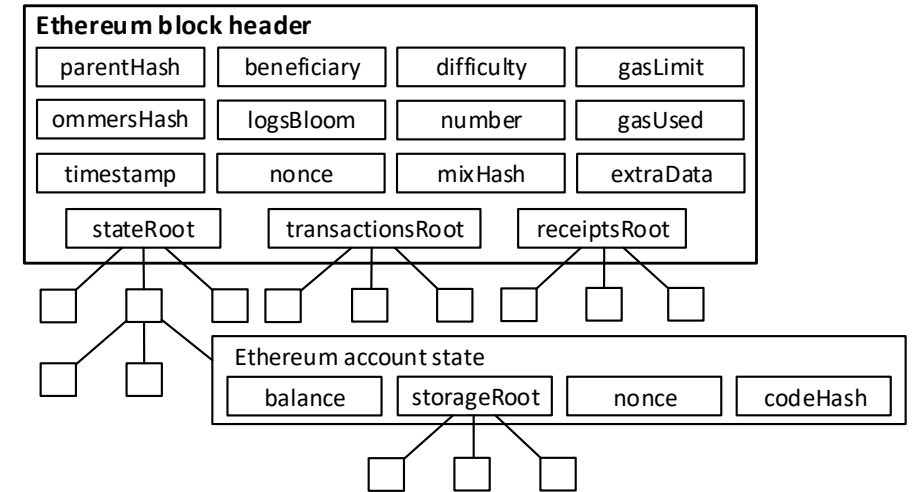 Ethereum block header
parentHash beneficiary difficulty gasLimit
ommersHash logsBloom number gasUsed
timestamp nonce mixHash extraData
stateRoot transactionsRoot receiptsRoot
Ethereum account state
balance storageRoot nonce codeHash